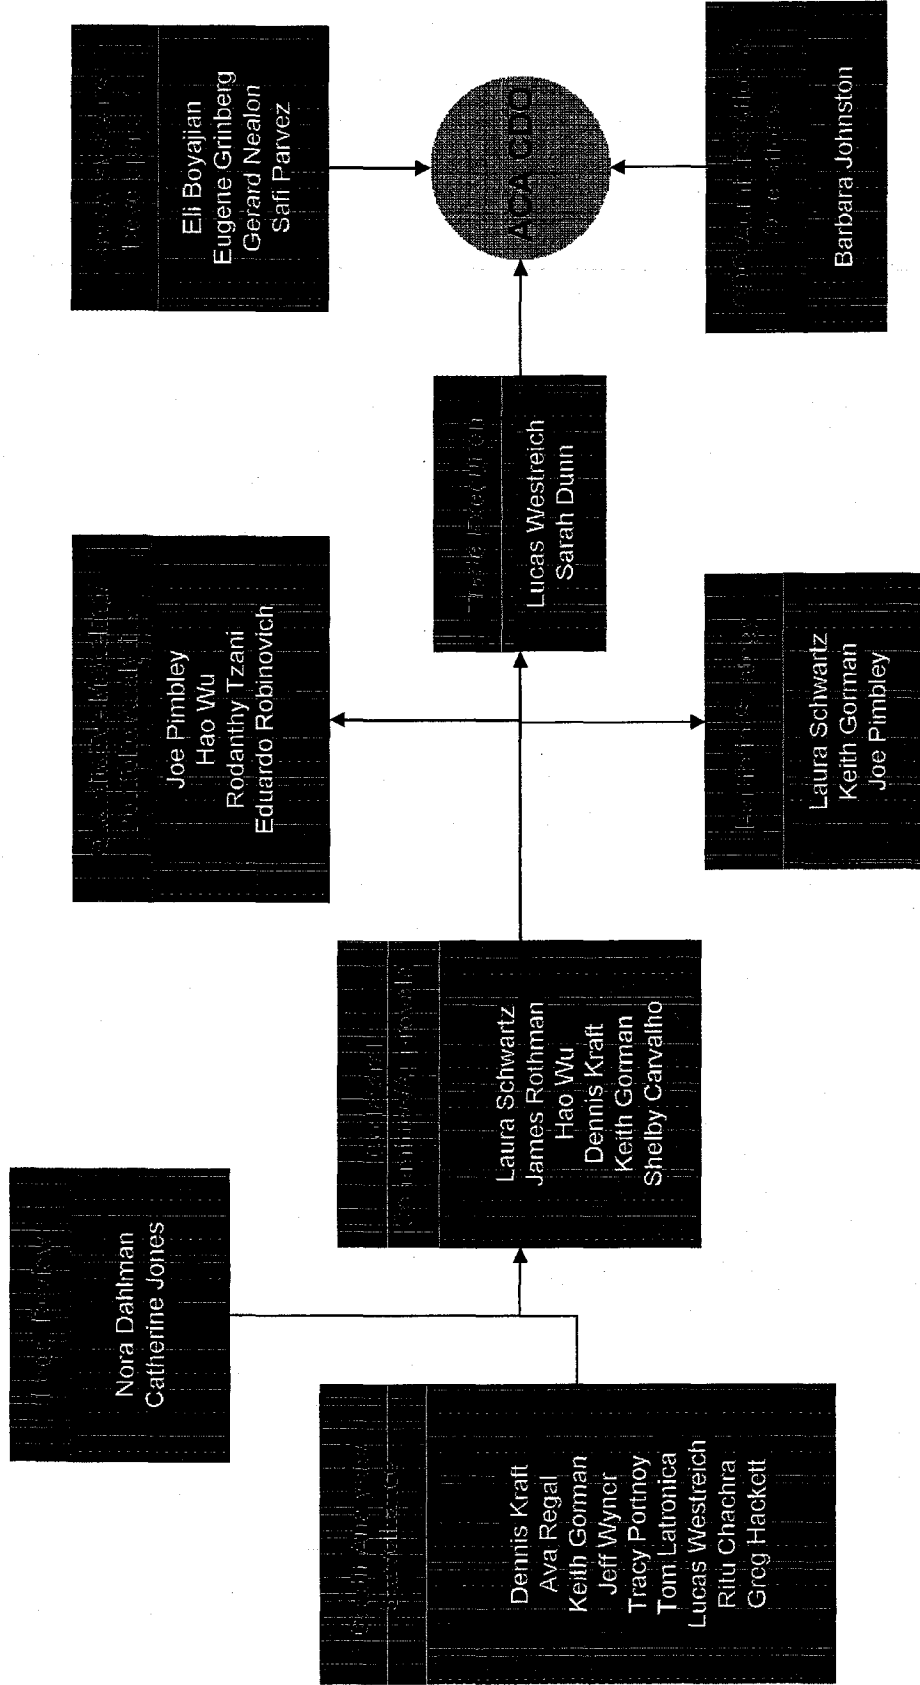 Nora Dahlman
Catherine Jones
Dennis Kraft
Ava Regal
Keith Gorman
Jeff Wyner
Tracy Portnoy
Tom Latronica
Lucas Westreich
Ritu Chachra
Greg Hackett
Laura Schwartz
James Rothman
Hao Wu
Dennis Kraft
Keith Gorman
Shelby Carvalho
Joe Pimbley
Hao Wu
Rodanthy Tzani
Eduardo Robinovich
Laura Schwartz
Keith Gorman
Joe Pimbley
Trade Execution
Lucas Westreich
Sarah Dunn
Eli Boyajian
Eugene Grinberg
Gerard Nealon
Safi Parvez
ACA CDO
Barbara Johnston